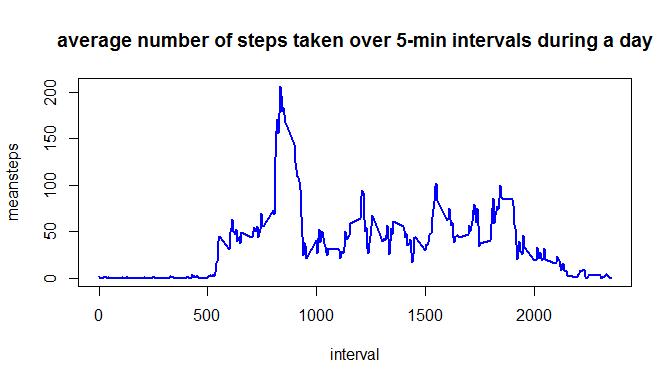 average number of steps taken over 5-min intervals during a day
meansteps
200
150
100
50
0
0 500 1000 1500 2000
interval